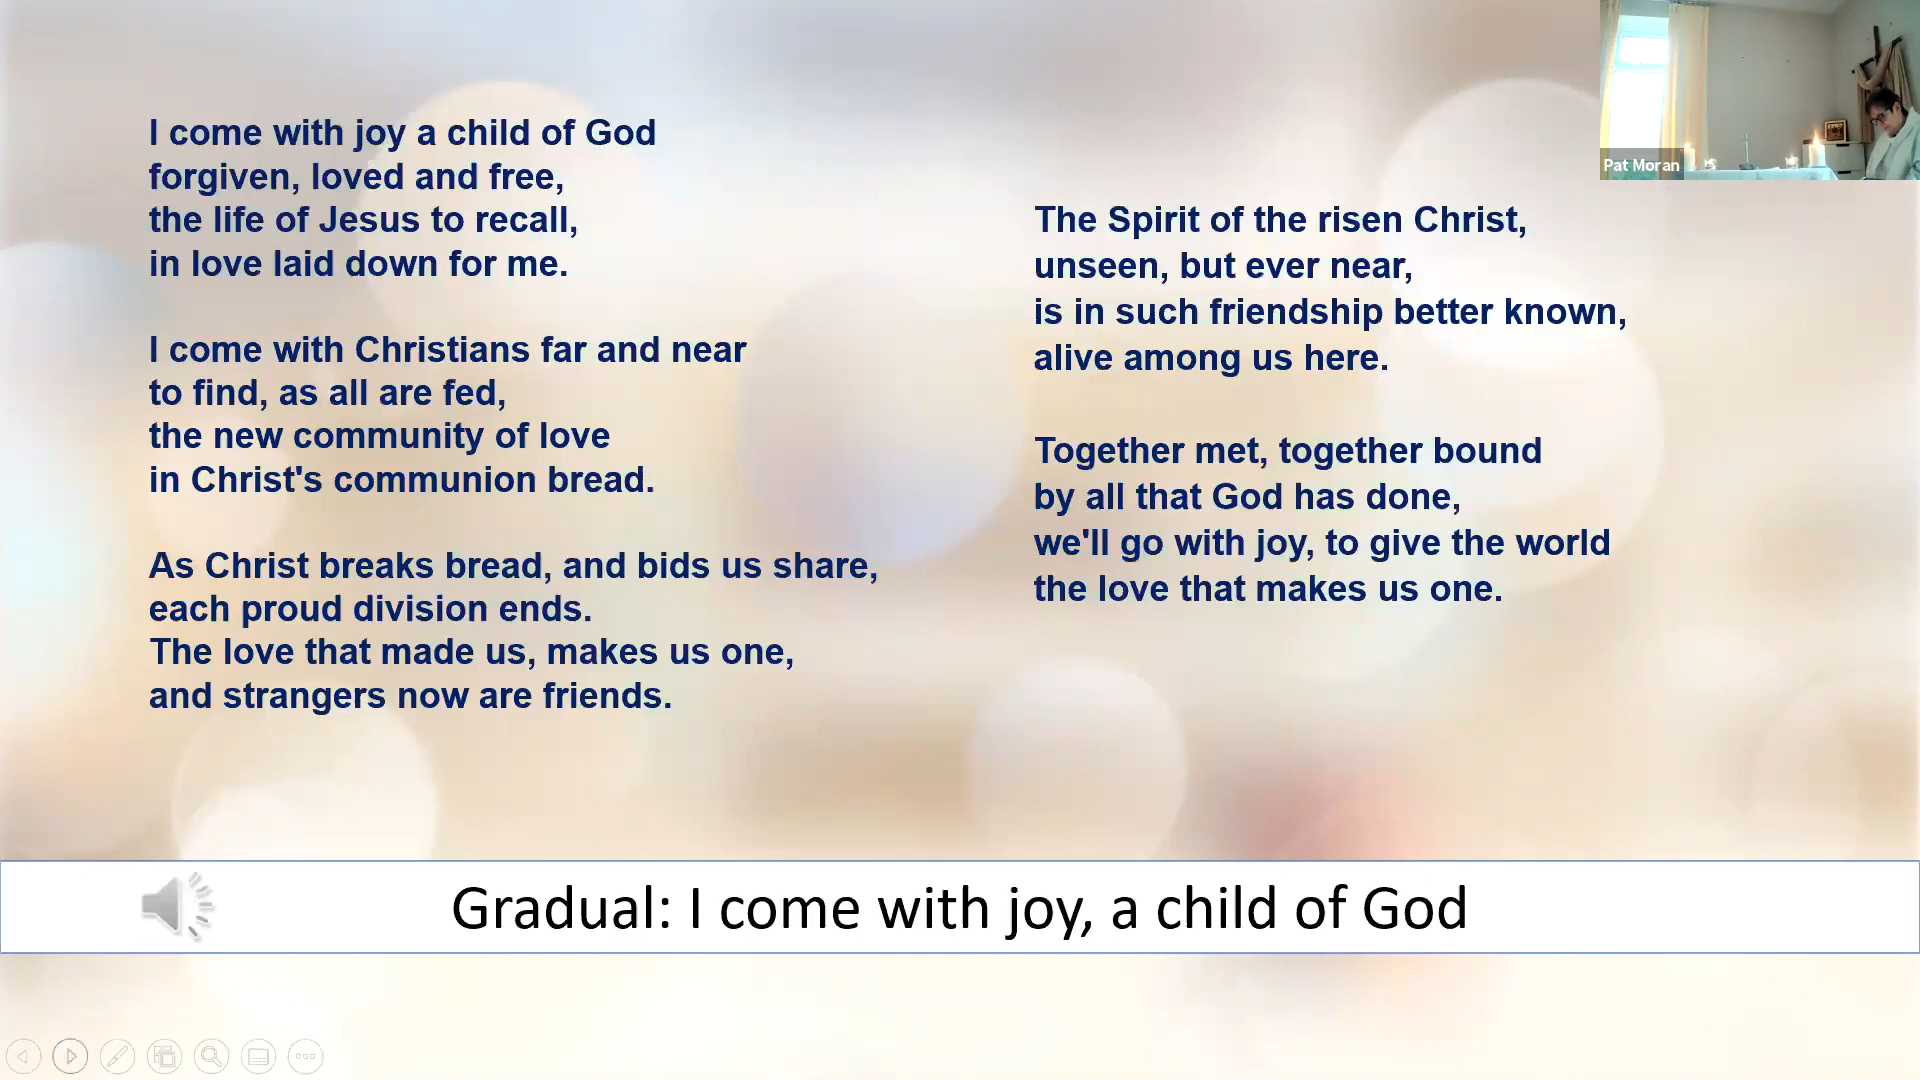 I come with joy a child of God
forgiven, loved and free,
the life of Jesus to recall,
in love laid down for me.
I come with Christians far and near
to find, as all are fed,
the new community of love
in Christ's communion bread.
As Christ breaks bread, and bids us share,
each proud division ends.
The love that made us, makes us one,
and strangers now are friends.
The Spirit of the risen Christ,
unseen, but ever near,
is in such friendship better known,
alive among us here.
Together met, together bound
by all that God has done,
we'll go with joy, to give the world
the love that makes us one.
Pat Moran
Gradual: I come with joy, a child of God